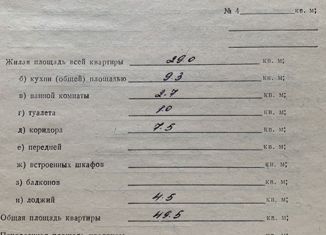 № 4 кв. м;
Жилая площадь всей квартиры 29.0 кв. м;
б) кухни (общей) площадью 9.3 кв. м;
в) ванной комнаты 2.7 кв. м;
г) туалета 1.0 кв. м;
д) коридора 7.5 кв. м;
е) передней кв. м;
ж) встроенных шкафов кв. м;
з) балконов кв. м;
и) лоджий 4.5 кв. м;
Общая площадь квартиры 49.5 кв. м;